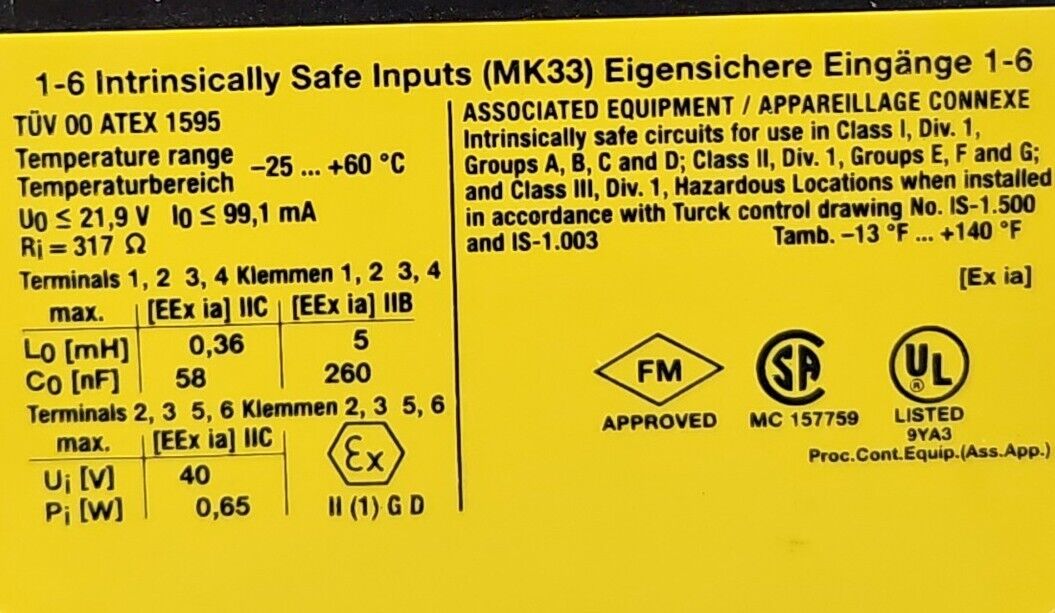 1-6 Intrinsically Safe Inputs (MK33) Eigensichere Eingänge 1-6
TÜV 00 ATEX 1595
Temperature range
Temperaturbereich
-25 ... +60 °C
U0 ≤ 21,9 V I0 ≤ 99,1 mA
Ri = 317 Ω
Terminals 1, 2 3, 4 Klemmen 1, 2 3, 4
max. [EEx ia] IIC [EEx ia] IIB
L0 [mH] 0,36 5
C0 [nF] 58 260
Terminals 2, 3 5, 6 Klemmen 2, 3 5, 6
max. [EEx ia] IIC
Ui [V] 40
Pi [W] 0,65
Ex
II (1) G D
ASSOCIATED EQUIPMENT / APPAREILLAGE CONNEXE
Intrinsically safe circuits for use in Class I, Div. 1,
Groups A, B, C and D; Class II, Div. 1, Groups E, F and G;
and Class III, Div. 1, Hazardous Locations when installed
in accordance with Turck control drawing No. IS-1.500
and IS-1.003 Tamb. -13 °F ... +140 °F
[Ex ia]
FM
APPROVED
SA
MC 157759
UL
®
LISTED
9YA3
Proc.Cont.Equip.(Ass.App.)